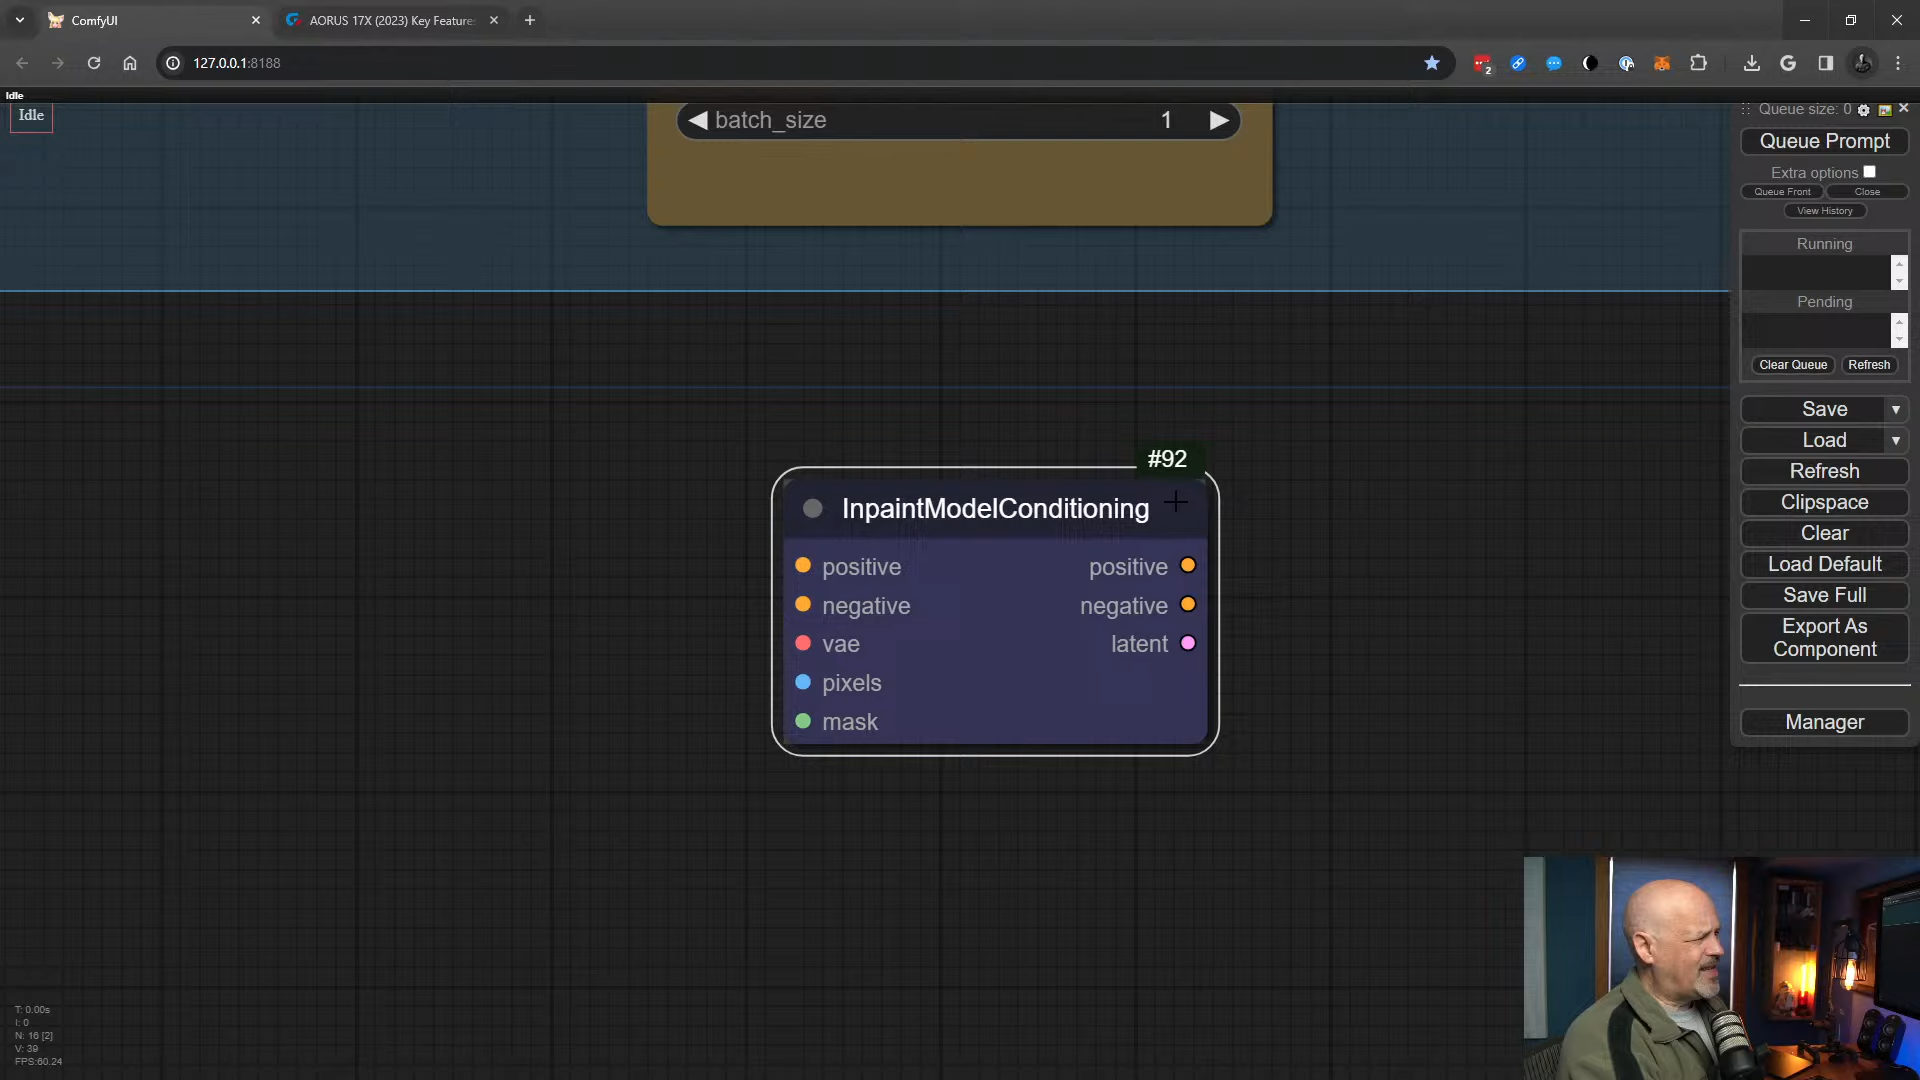 ComfyUI
AORUS 17X (2023) Key Feature
127.0.0.1:8188
2
Idle
Idle
batch_size 1
Queue size: 0
Queue Prompt
Extra options
Queue Front Close
View History
Running
Pending
Clear Queue Refresh
Save
Load
Refresh
Clipspace
Clear
Load Default
Save Full
Export As
Component
Manager
#92
InpaintModelConditioning
positive positive
negative negative
vae latent
pixels
mask
T: 0.00s
I: 0
N: 16 [2]
V: 39
FPS:60.24